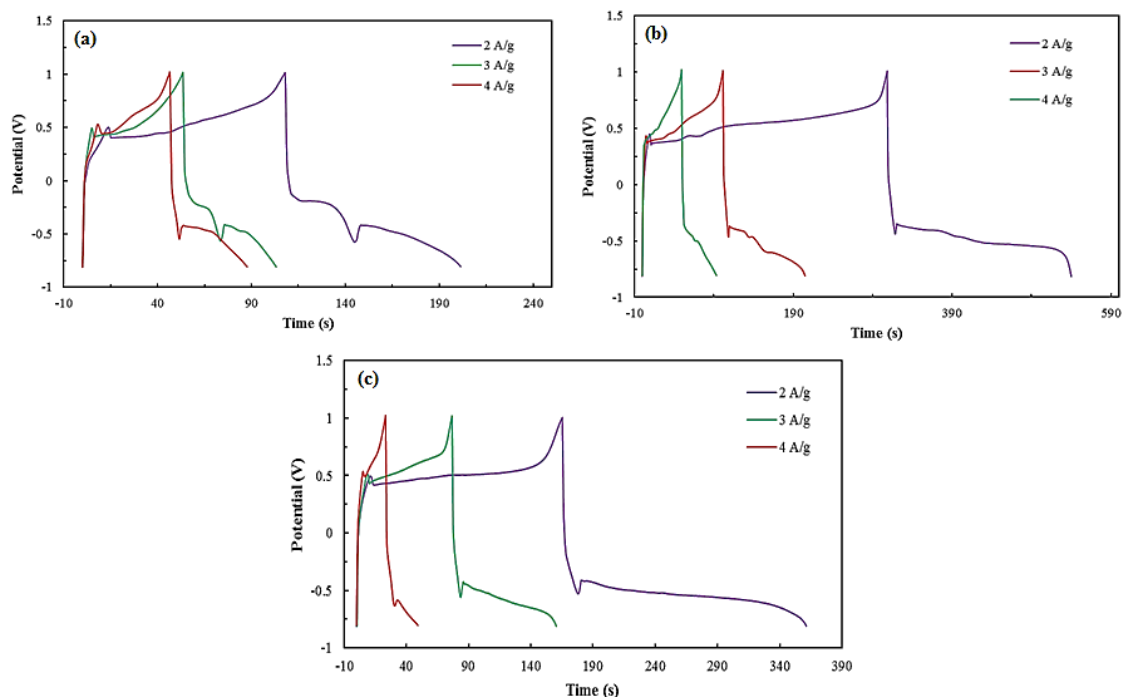 (a)
2 A/g
3 A/g
4 A/g
1.5
1
0.5
0
-0.5
-1
Potential (V)
-10 40 90 140 190 240
Time (s)
(b)
2 A/g
3 A/g
4 A/g
1.5
1
0.5
0
-0.5
-1
Potential (V)
-10 190 390 590
Time (s)
(c)
2 A/g
3 A/g
4 A/g
1.5
1
0.5
0
-0.5
-1
Potential (V)
-10 40 90 140 190 240 290 340 390
Time (s)